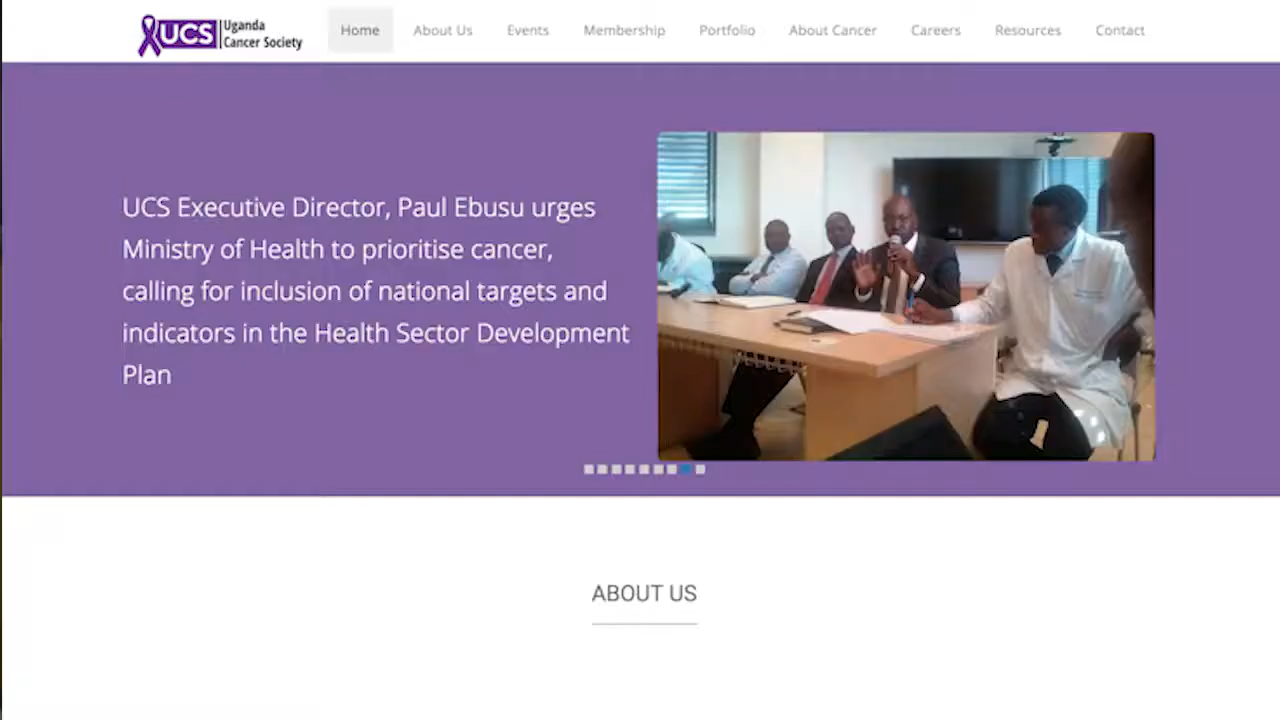 UCS
Uganda
Cancer Society
Home
About Us
Events
Membership
Portfolio
About Cancer
Careers
Resources
Contact
UCS Executive Director, Paul Ebusu urges
Ministry of Health to prioritise cancer,
calling for inclusion of national targets and
indicators in the Health Sector Development
Plan
ABOUT US